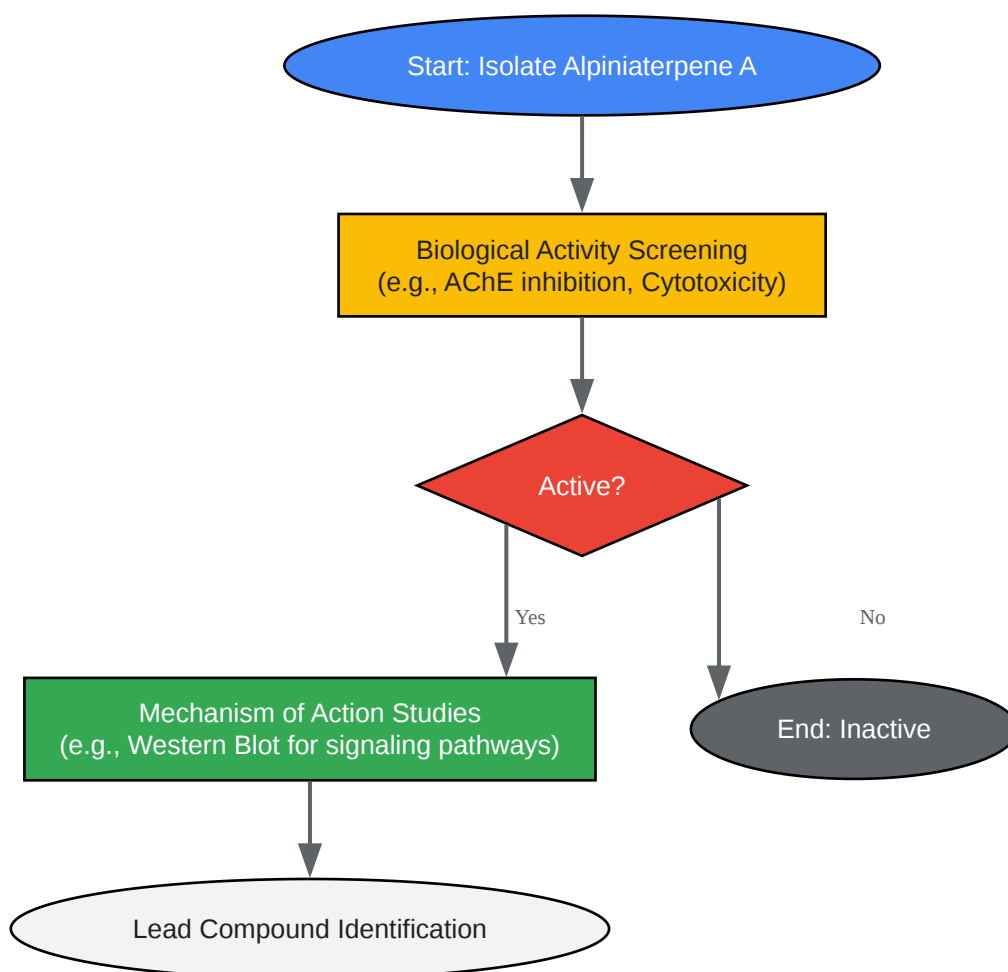 Start: Isolate Alpiniaterpene A
Biological Activity Screening
(e.g., AChE inhibition, Cytotoxicity)
Active?
Yes
No
Mechanism of Action Studies
(e.g., Western Blot for signaling pathways)
End: Inactive
Lead Compound Identification